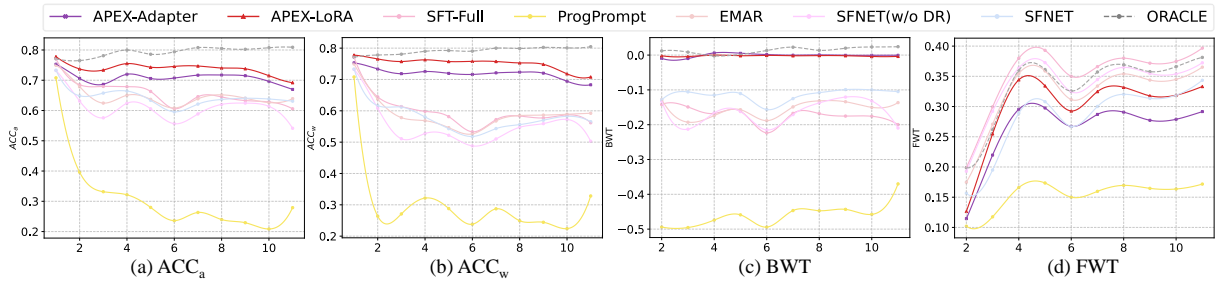 APEX-Adapter APEX-LoRA SFT-Full ProgPrompt EMAR SFNET(w/o DR) SFNET ORACLE
ACCₐ
0.8
0.7
0.6
0.5
0.4
0.3
0.2
2 4 6 8 10
(a) ACCₐ
ACC_w
0.8
0.7
0.6
0.5
0.4
0.3
0.2
2 4 6 8 10
(b) ACC_w
BWT
0.1
0.0
−0.1
−0.2
−0.3
−0.4
−0.5
2 4 6 8 10
(c) BWT
FWT
0.40
0.35
0.30
0.25
0.20
0.15
0.10
2 4 6 8 10
(d) FWT